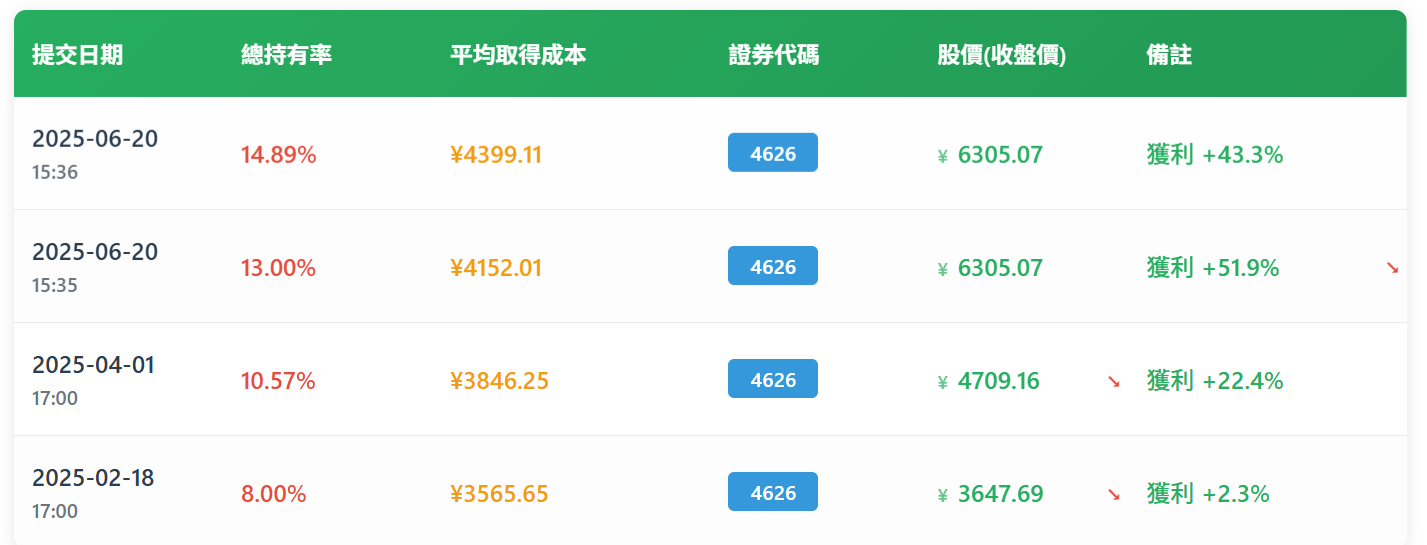 提交日期 總持有率 平均取得成本 證券代碼 股價(收盤價) 備註
2025-06-20
15:36
14.89% ¥4399.11 4626 ¥ 6305.07 獲利 +43.3%
2025-06-20
15:35
13.00% ¥4152.01 4626 ¥ 6305.07 獲利 +51.9% ↘
2025-04-01
17:00
10.57% ¥3846.25 4626 ¥ 4709.16 ↘ 獲利 +22.4%
2025-02-18
17:00
8.00% ¥3565.65 4626 ¥ 3647.69 ↘ 獲利 +2.3%